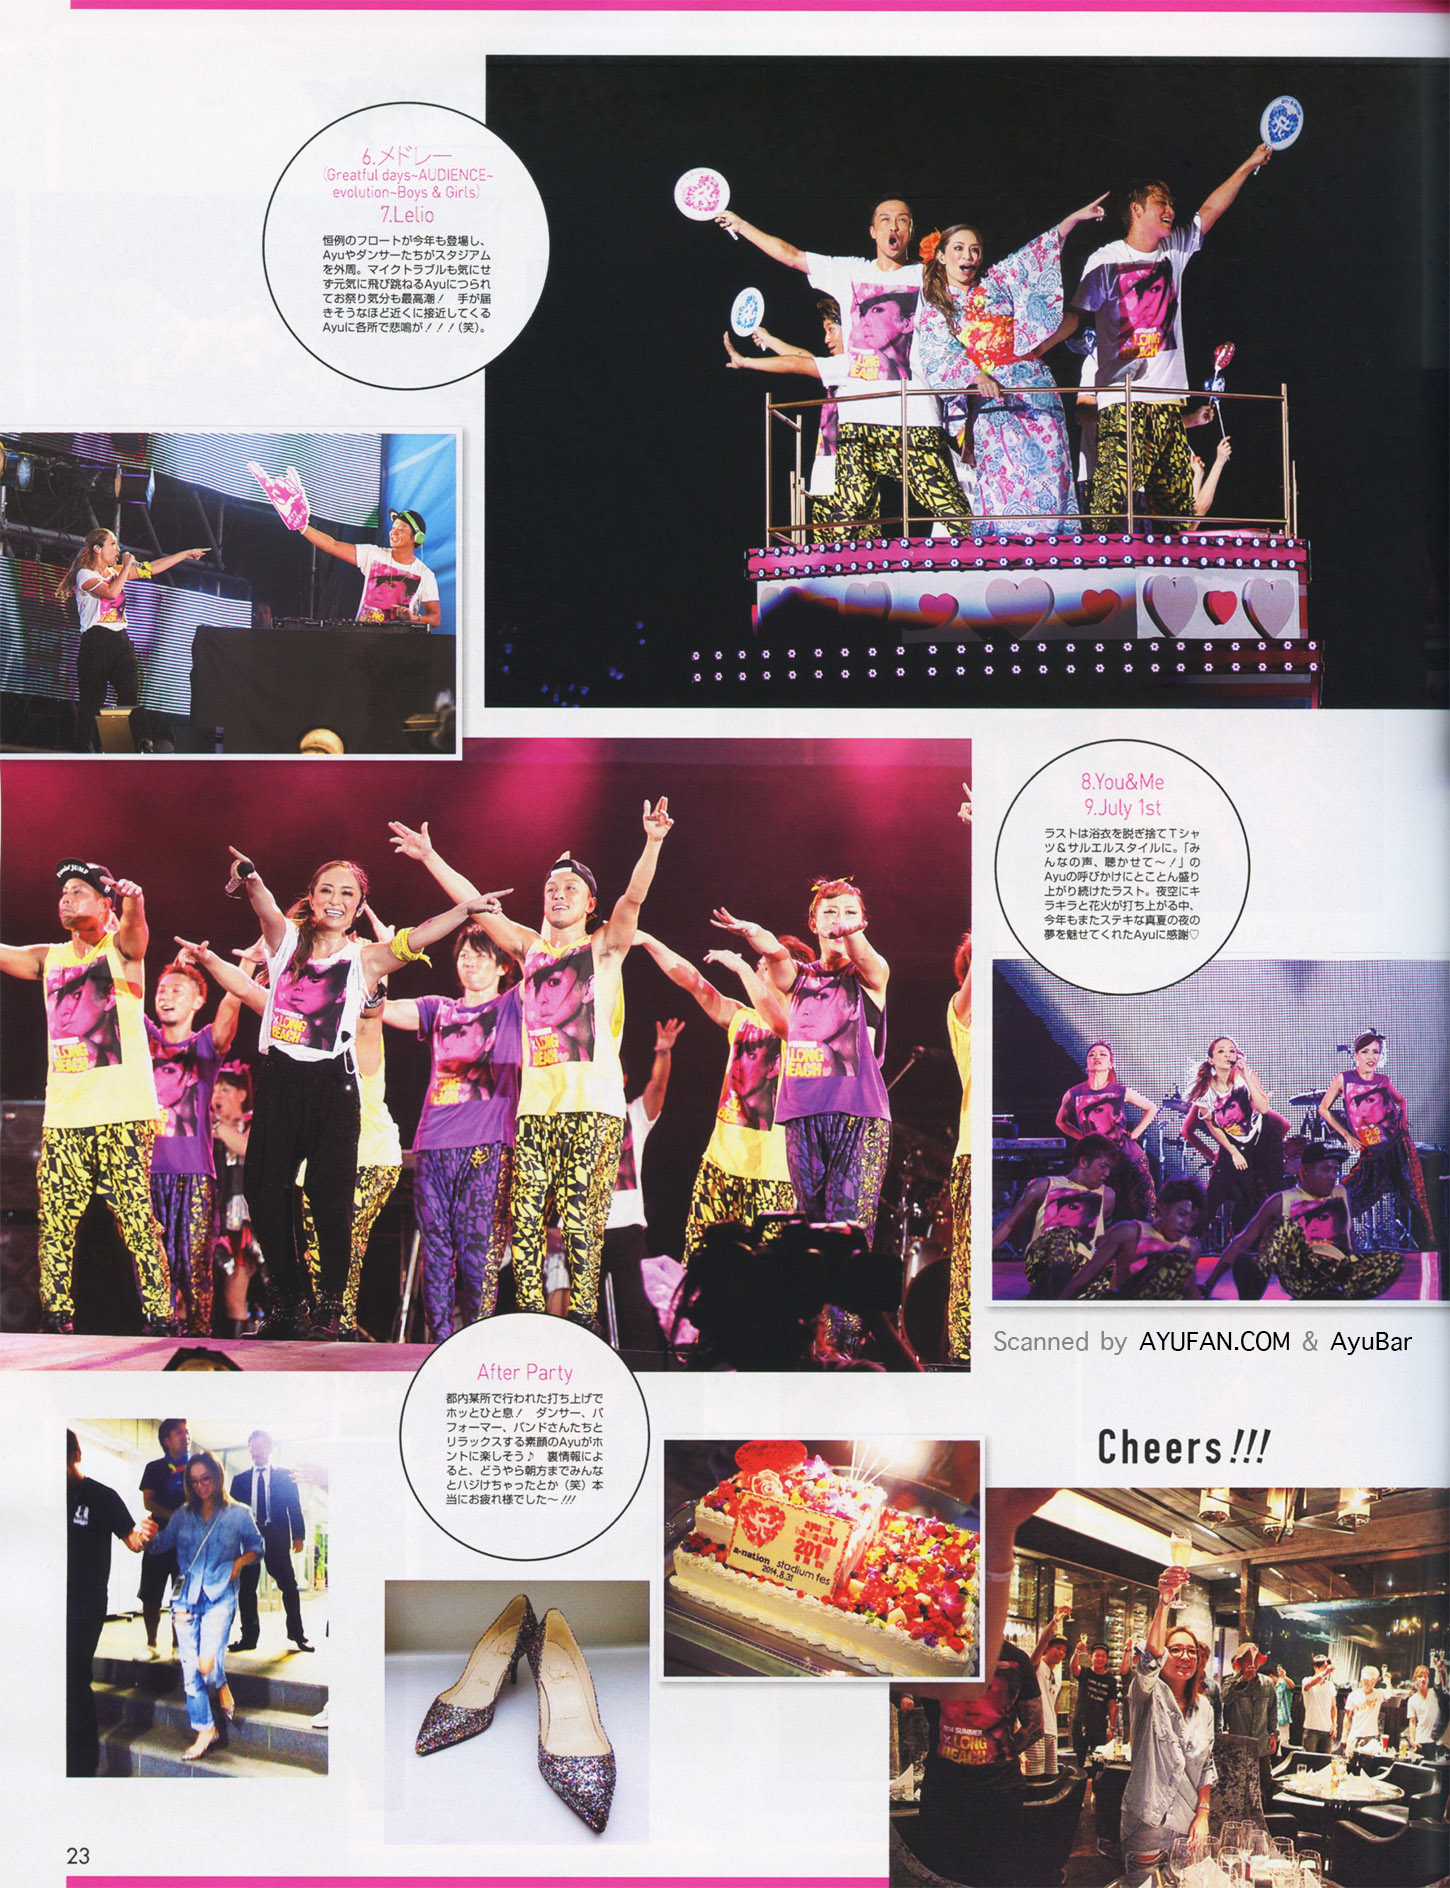 6.メドレー
(Greatful days~AUDIENCE~
evolution~Boys & Girls)
7.Lelio
恒例のフロートが今年も登場し、
Ayuやダンサーたちがスタジアム
を外周。マイクトラブルも気にせ
ず元気に飛び跳ねるAyuにつられ
てお祭り気分も最高潮！ 手が届
きそうなほど近くに接近してくる
Ayuに各所で悲鳴が！！！(笑)。
8.You&Me
9.July 1st
ラストは浴衣を脱ぎ捨てTシャ
ツ＆サルエルスタイルに。「み
んなの声、聴かせて～！」の
Ayuの呼びかけにとことん盛り
上がり続けたラスト。夜空にキ
ラキラと花火が打ち上がる中、
今年もまたステキな真夏の夜の
夢を魅せてくれたAyuに感謝♡
LONG
BEACH
Scanned by AYUFAN.COM & AyuBar
After Party
都内某所で行われた打ち上げで
ホッとひと息！ ダンサー、パ
フォーマー、バンドさんたちと
リラックスする素顔のAyuがホ
ントに楽しそう♪ 裏情報によ
ると、どうやら朝方までみんな
とハジけちゃったとか(笑)本
当にお疲れ様でした～!!!
ayumi
hamasaki
2014
a-nation stadium fes
2014.8.31
Cheers!!!
2014 SUMMER
LONG
BEACH
23